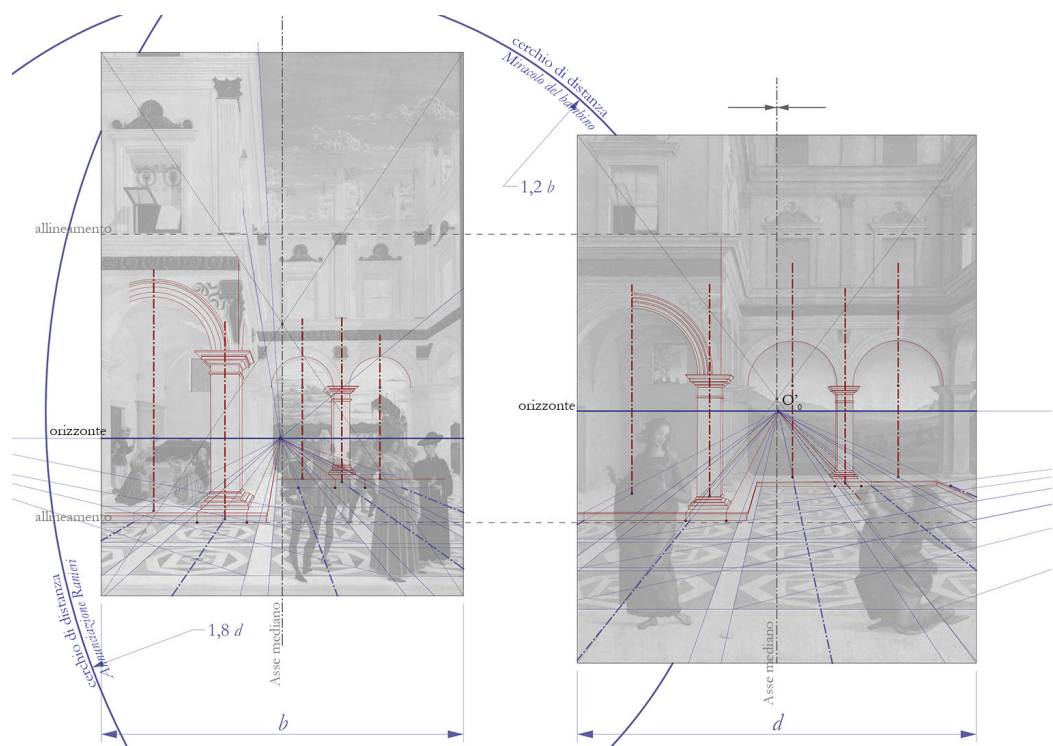 cerchio di distanza
Miracolo del bambino
1,2 b
allineamento
O'₀
orizzonte
orizzonte
allineamento
cerchio di distanza
Annunciazione Ranieri
1,8 d
Asse mediano
Asse mediano
b
d